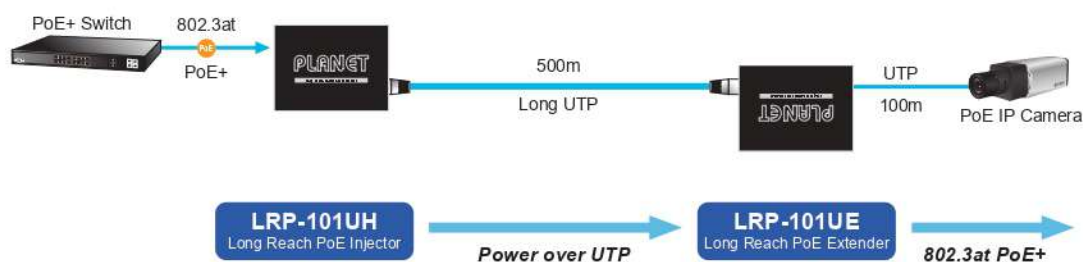 PoE+ Switch
802.3at
PoE
PoE+
PLANET
500m
Long UTP
PLANET
UTP
100m
PoE IP Camera
LRP-101UH
Long Reach PoE Injector
Power over UTP
LRP-101UE
Long Reach PoE Extender
802.3at PoE+